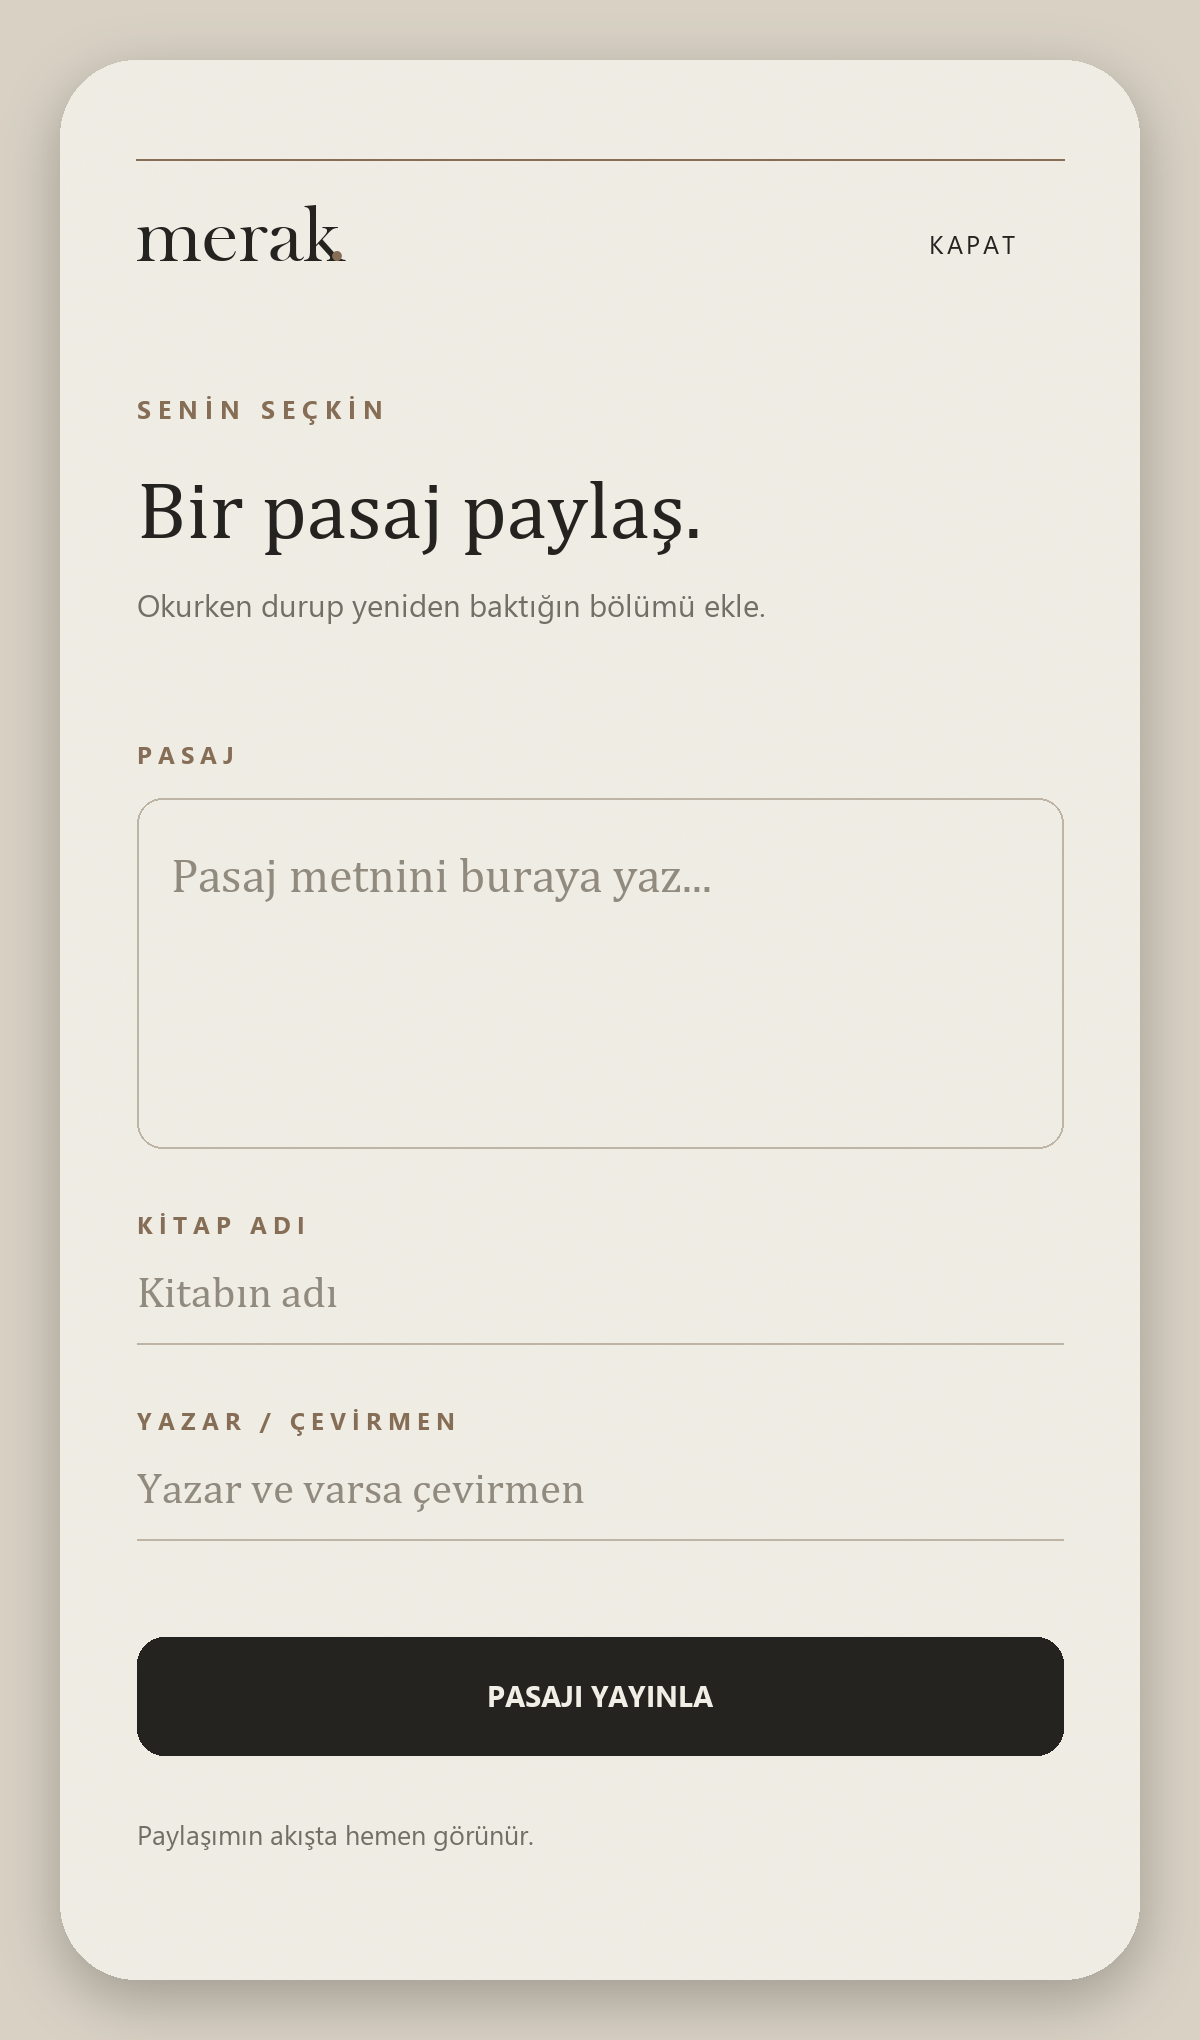 merak.
KAPAT
SENİN SEÇKİN
Bir pasaj paylaş.
Okurken durup yeniden baktığın bölümü ekle.
PASAJ
Pasaj metnini buraya yaz...
KİTAP ADI
Kitabın adı
YAZAR / ÇEVİRMEN
Yazar ve varsa çevirmen
PASAJI YAYINLA
Paylaşımın akışta hemen görünür.